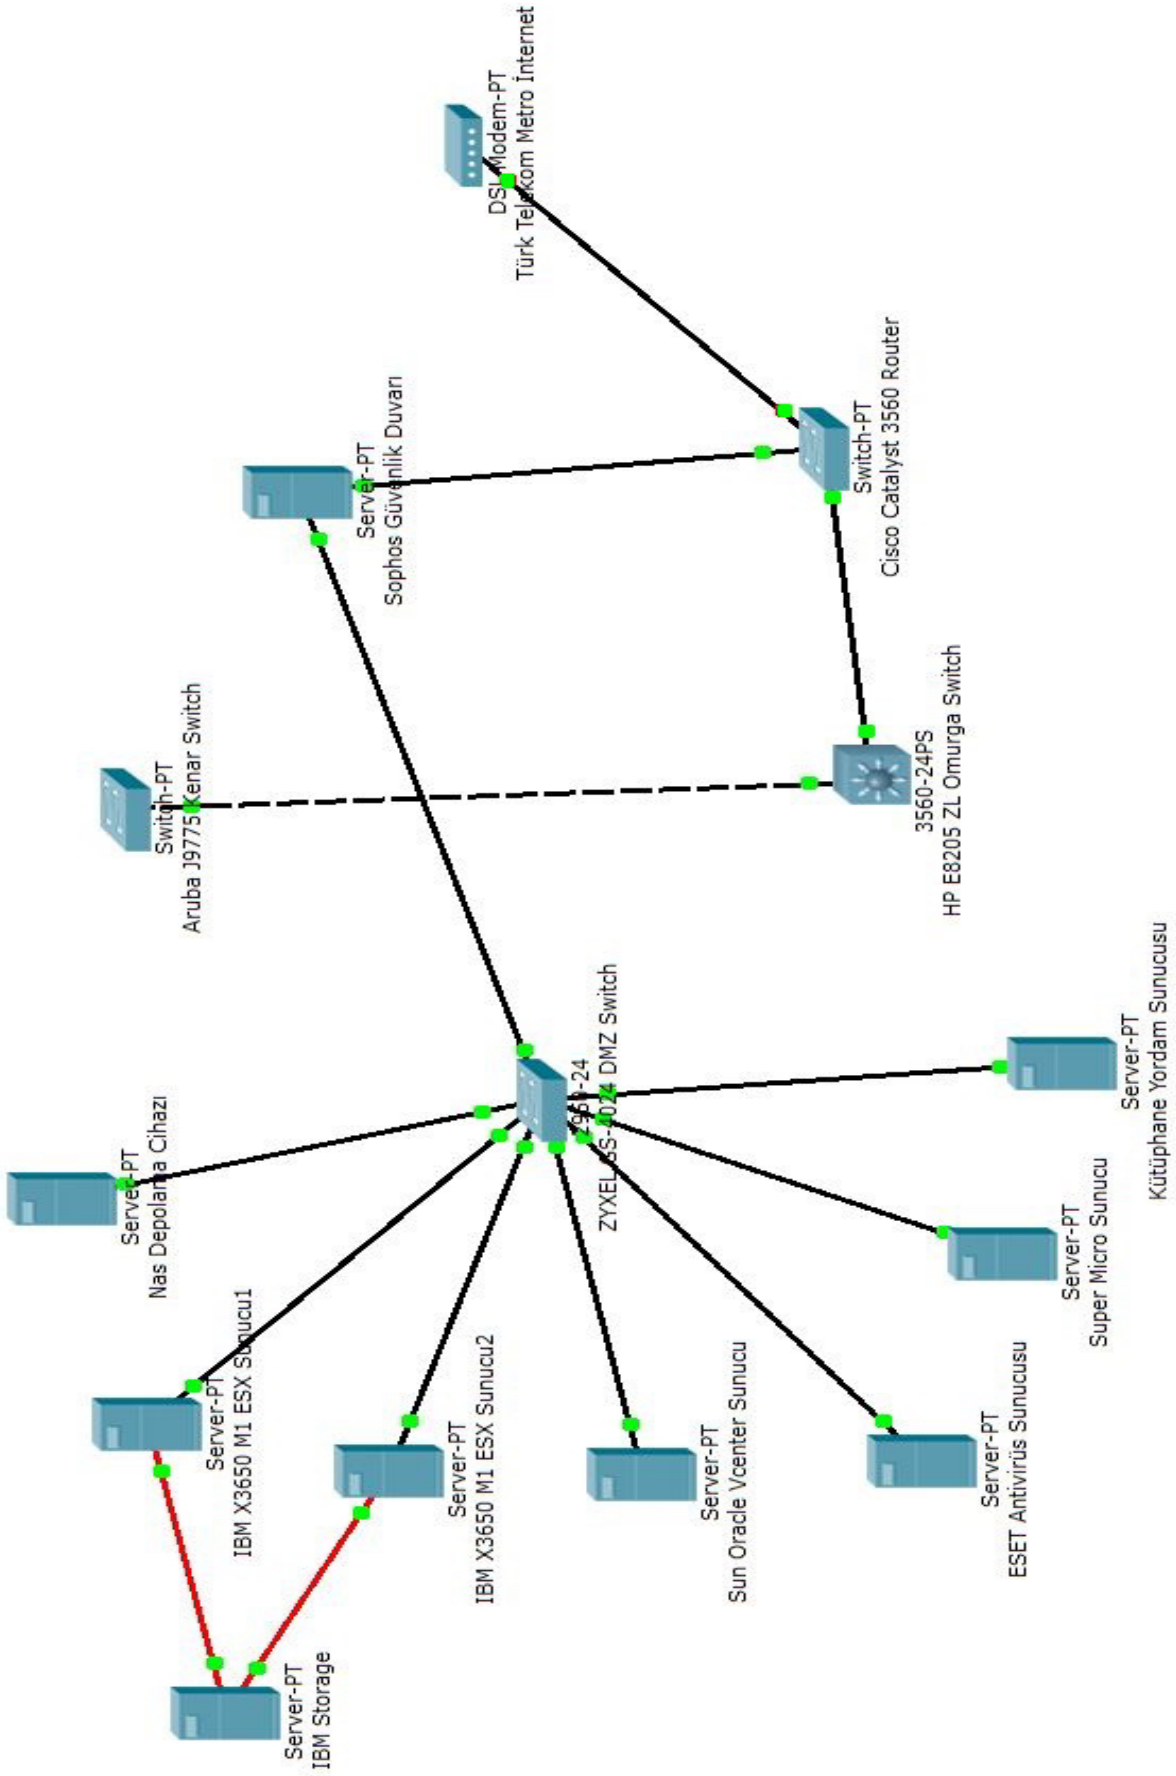 Server-PT
IBM Storage
Server-PT
IBM X3650 M1 ESX Sunucu1
Server-PT
IBM X3650 M1 ESX Sunucu2
Server-PT
Sun Oracle Vcenter Sunucu
Server-PT
ESET Antivirüs Sunucusu
Server-PT
Nas Depolama Cihazı
Server-PT
Super Micro Sunucu
Server-PT
Kütüphane Yordam Sunucusu
2960-24
ZYXEL GS-4024 DMZ Switch
Switch-PT
Aruba J9775 Kenar Switch
3560-24PS
HP E8205 ZL Omurga Switch
Server-PT
Sophos Güvenlik Duvarı
Switch-PT
Cisco Catalyst 3560 Router
DSL-Modem-PT
Türk Telekom Metro İnternet